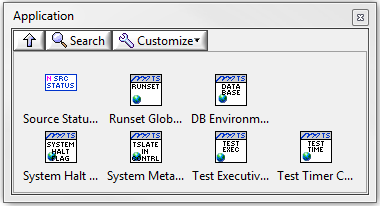 Application
Search
Customize
N SRC
STATUS
TS
RUNSET
TS
DATA
BASE
Source Statu...
Runset Glob...
DB Environm...
TS
SYSTEM
HALT
FLAG
TS
TSLATE
IN
CONTRL
TS
TEST
EXEC
TS
TEST
TIME
System Halt ...
System Meta...
Test Executiv...
Test Timer C...